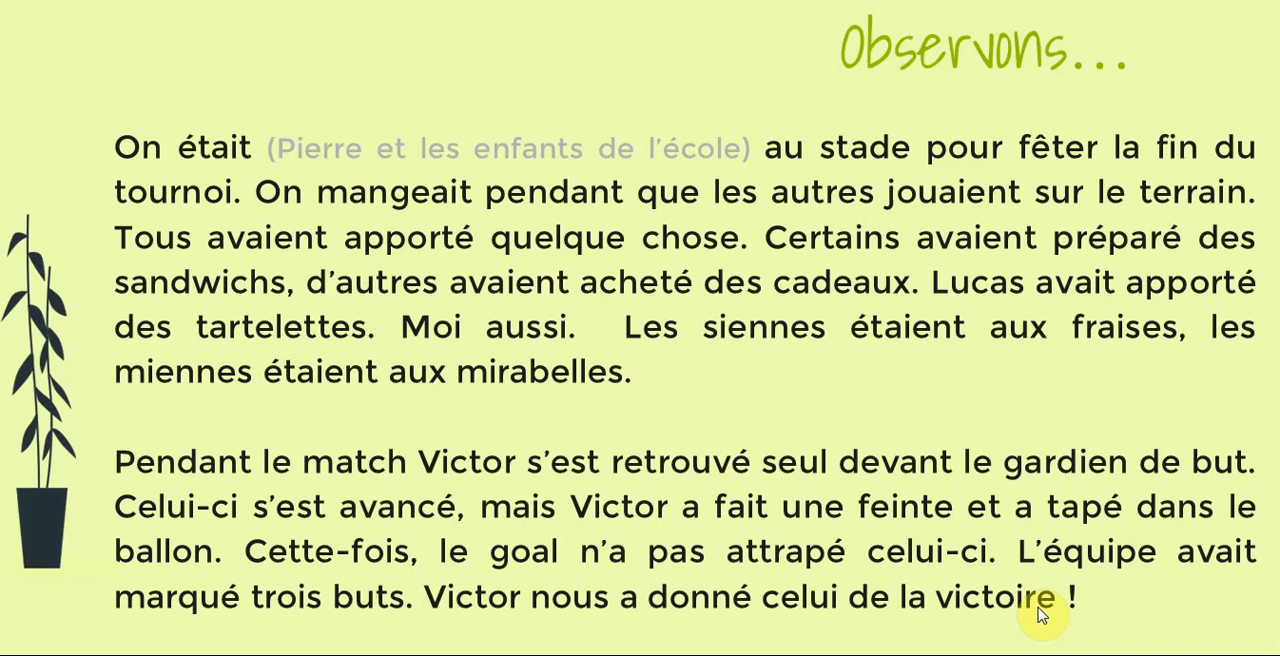 Observons...
On était (Pierre et les enfants de l'école) au stade pour fêter la fin du
tournoi. On mangeait pendant que les autres jouaient sur le terrain.
Tous avaient apporté quelque chose. Certains avaient préparé des
sandwichs, d'autres avaient acheté des cadeaux. Lucas avait apporté
des tartelettes. Moi aussi. Les siennes étaient aux fraises, les
miennes étaient aux mirabelles.
Pendant le match Victor s'est retrouvé seul devant le gardien de but.
Celui-ci s'est avancé, mais Victor a fait une feinte et a tapé dans le
ballon. Cette-fois, le goal n'a pas attrapé celui-ci. L'équipe avait
marqué trois buts. Victor nous a donné celui de la victoire !